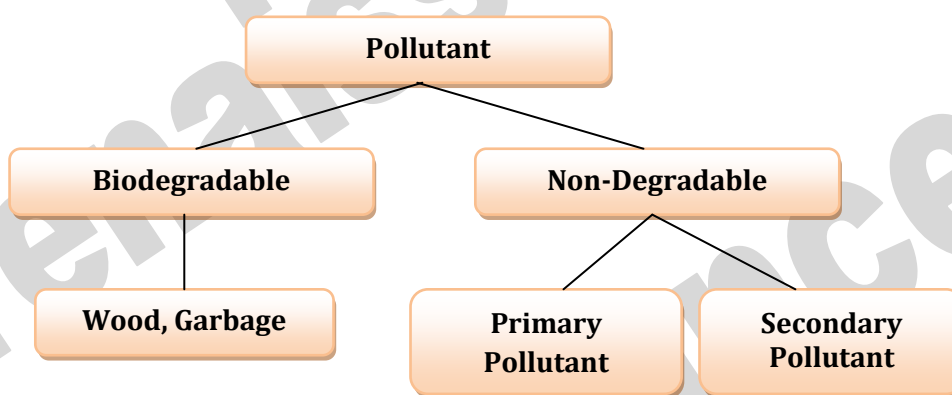 Pollutant
Biodegradable
Non-Degradable
Wood, Garbage
Primary
Pollutant
Secondary
Pollutant